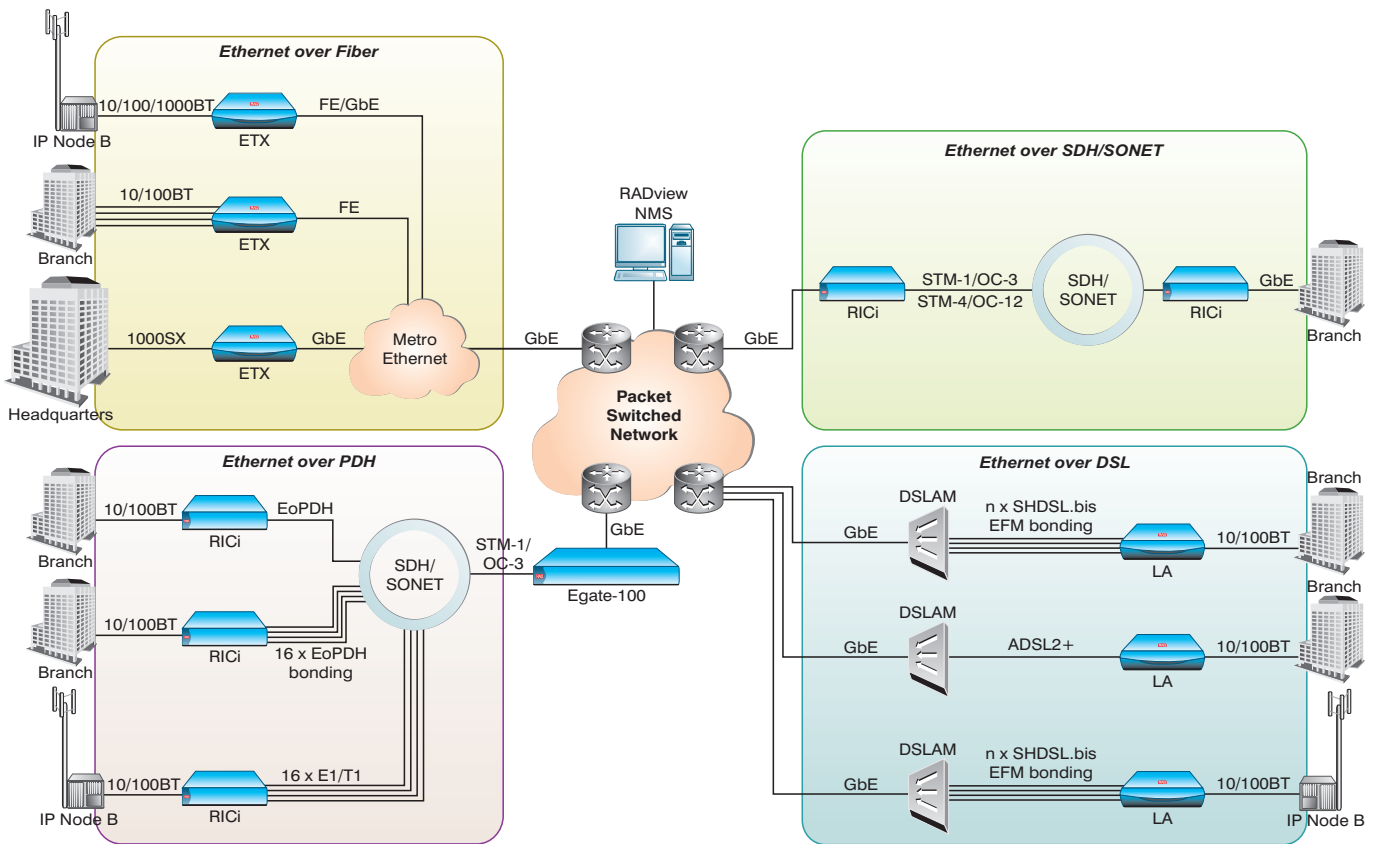 Ethernet over Fiber
10/100/1000BT
FE/GbE
IP Node B
ETX
10/100BT
FE
Branch
ETX
1000SX
GbE
Metro
Ethernet
ETX
Headquarters
GbE
RADview
NMS
GbE
Packet
Switched
Network
Ethernet over SDH/SONET
STM-1/OC-3
STM-4/OC-12
RICi
SDH/
SONET
RICi
GbE
Branch
Ethernet over PDH
10/100BT
EoPDH
RICi
Branch
SDH/
SONET
STM-1/
OC-3
GbE
Egate-100
10/100BT
RICi
16 x EoPDH
bonding
Branch
10/100BT
16 x E1/T1
RICi
IP Node B
Ethernet over DSL
Branch
DSLAM
n x SHDSL.bis
EFM bonding
GbE
10/100BT
LA
Branch
DSLAM
GbE
ADSL2+
10/100BT
LA
DSLAM
n x SHDSL.bis
EFM bonding
GbE
10/100BT
LA
IP Node B